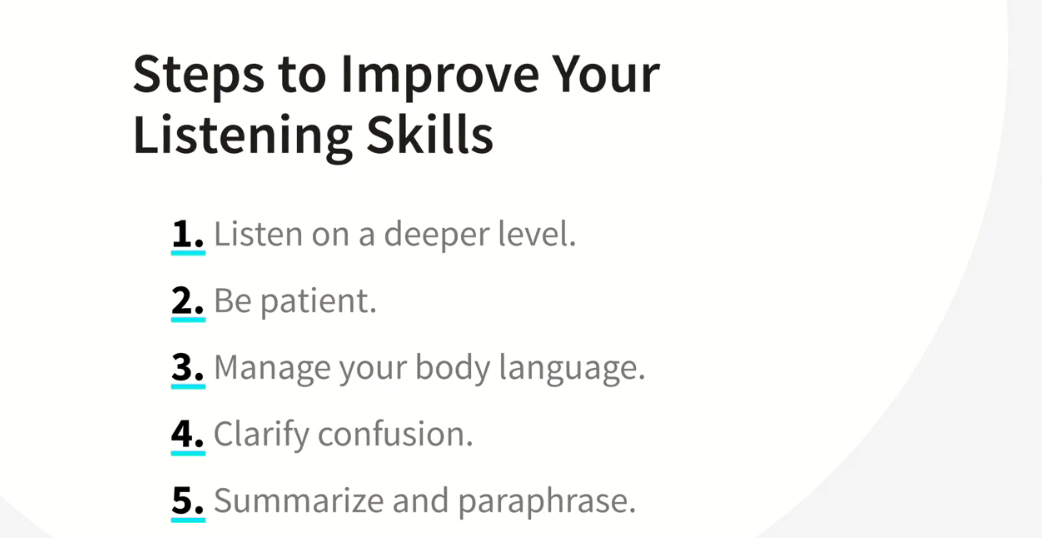 Steps to Improve Your
Listening Skills
1. Listen on a deeper level.
2. Be patient.
3. Manage your body language.
4. Clarify confusion.
5. Summarize and paraphrase.